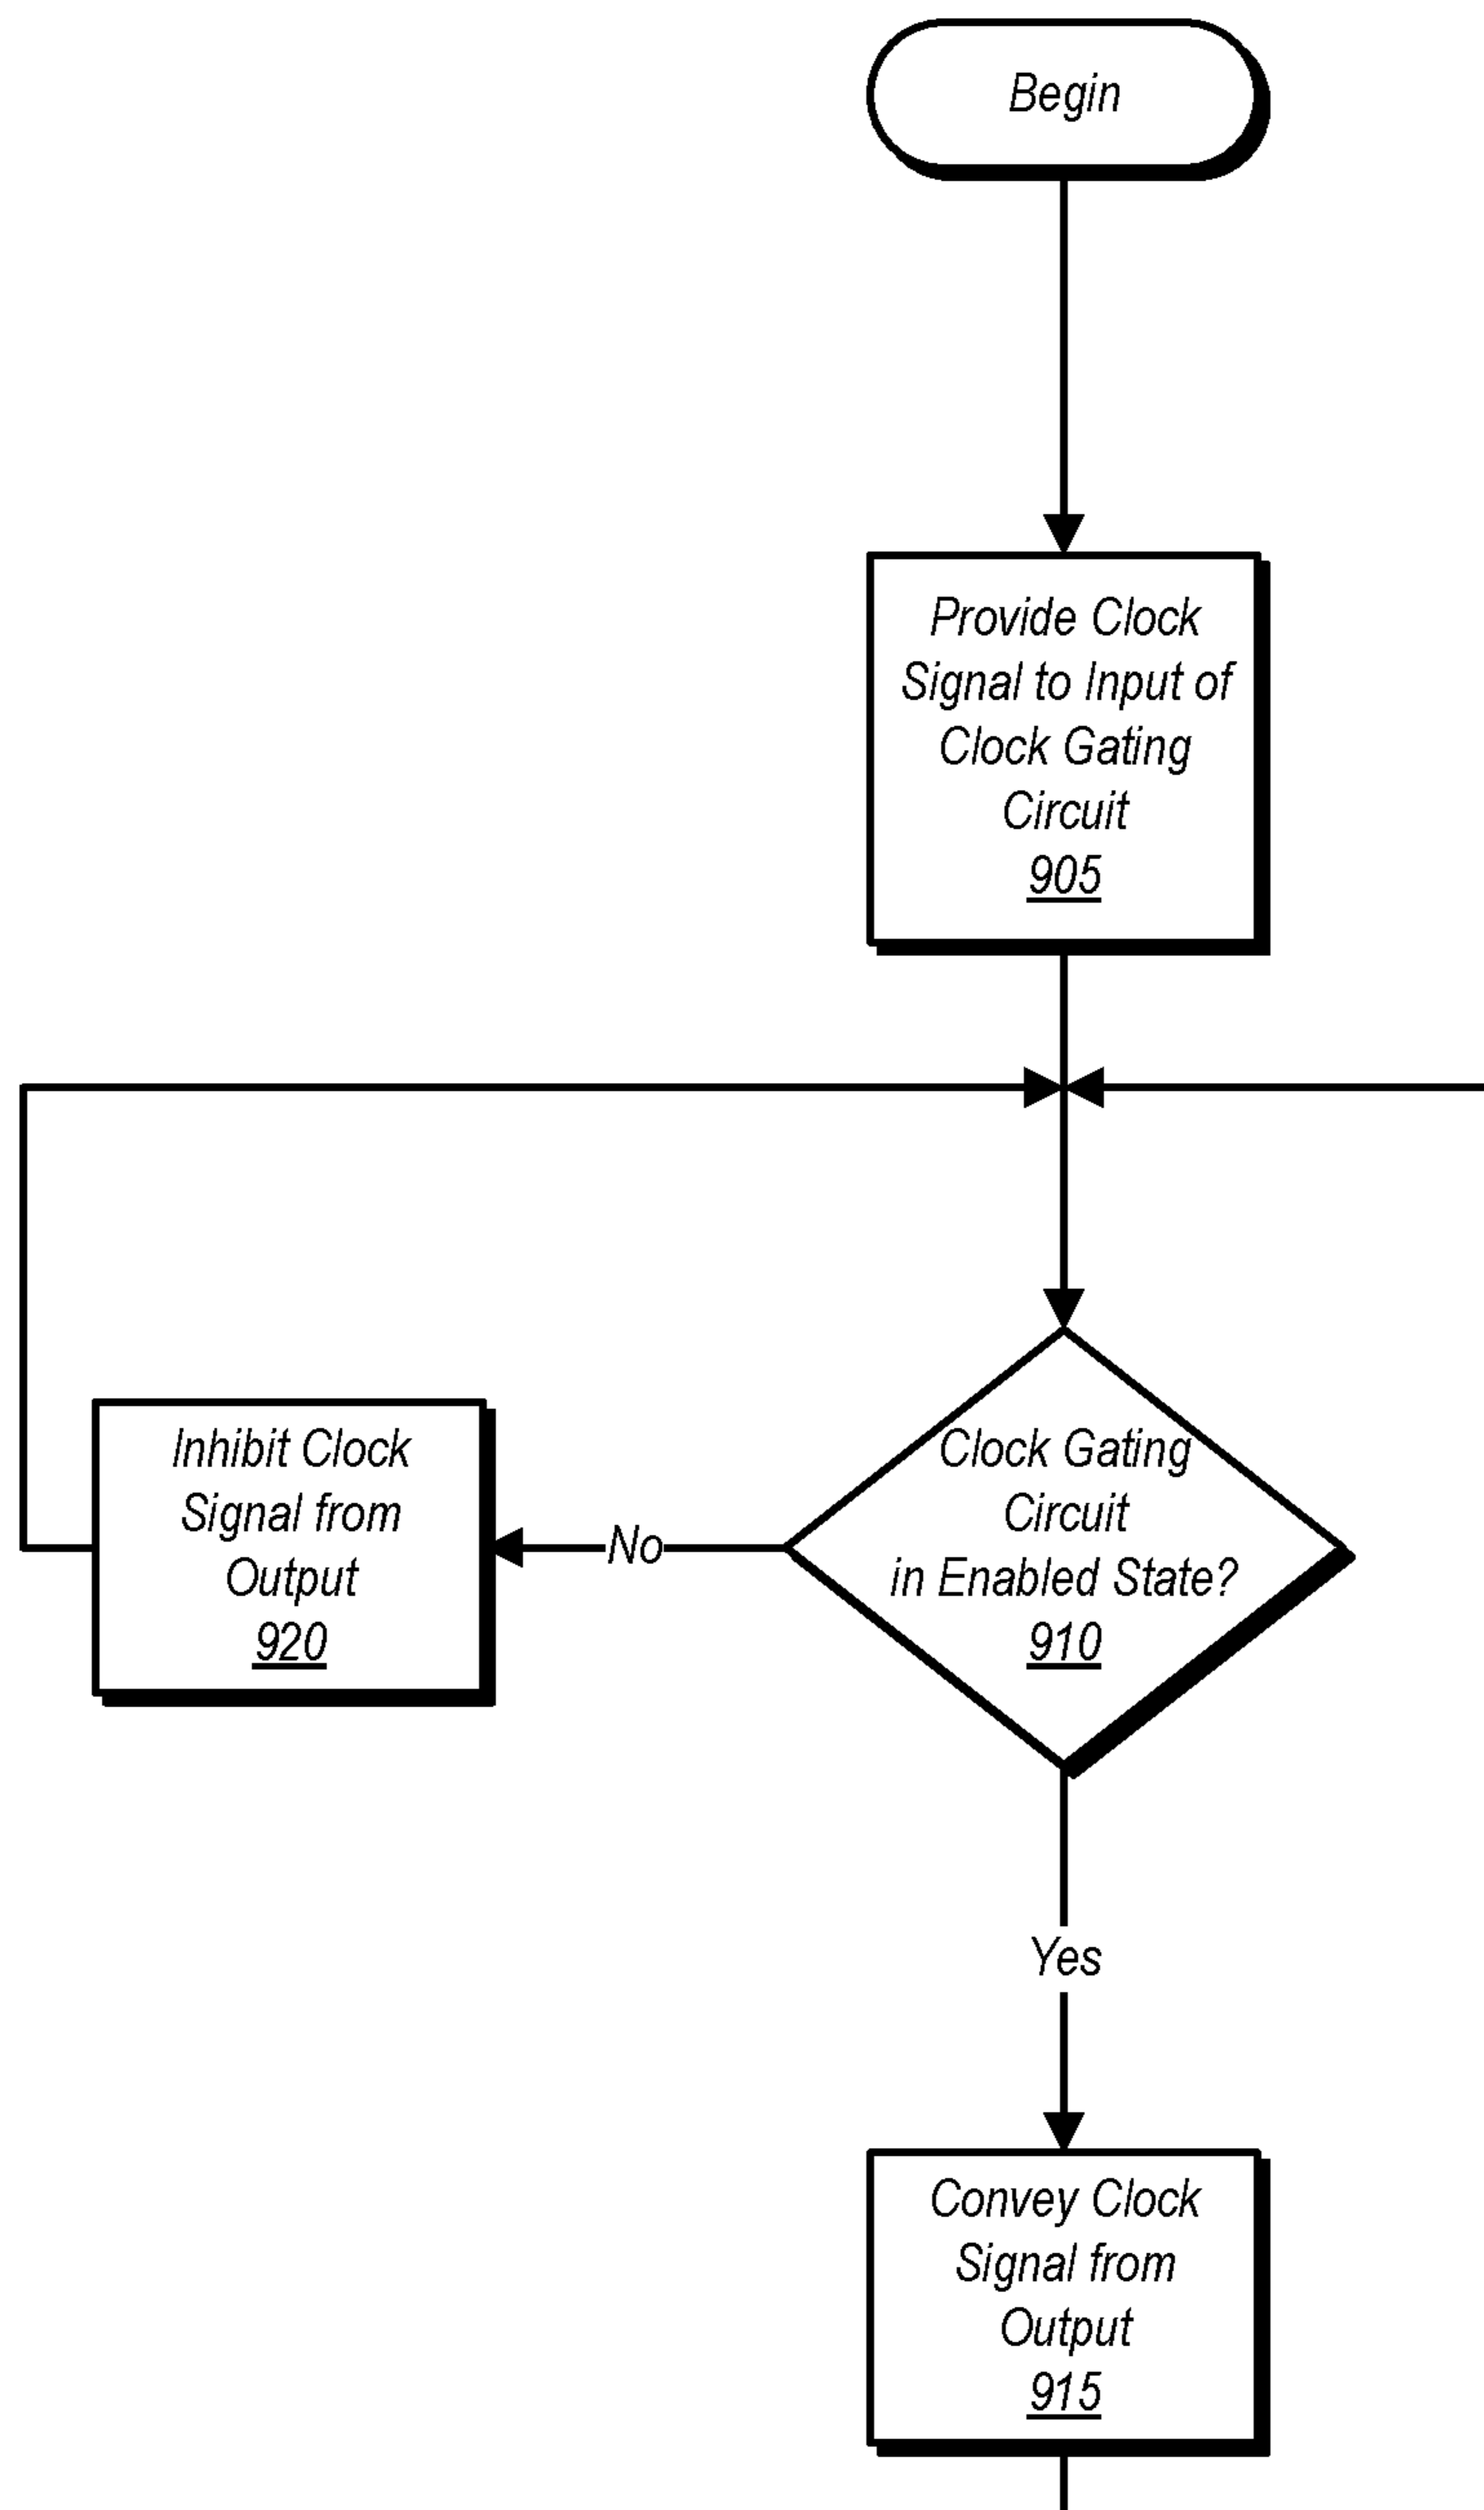 Begin
Provide Clock
Signal to Input of
Clock Gating
Circuit
905
Clock Gating
Circuit
in Enabled State?
910
No
Inhibit Clock
Signal from
Output
920
Yes
Convey Clock
Signal from
Output
915